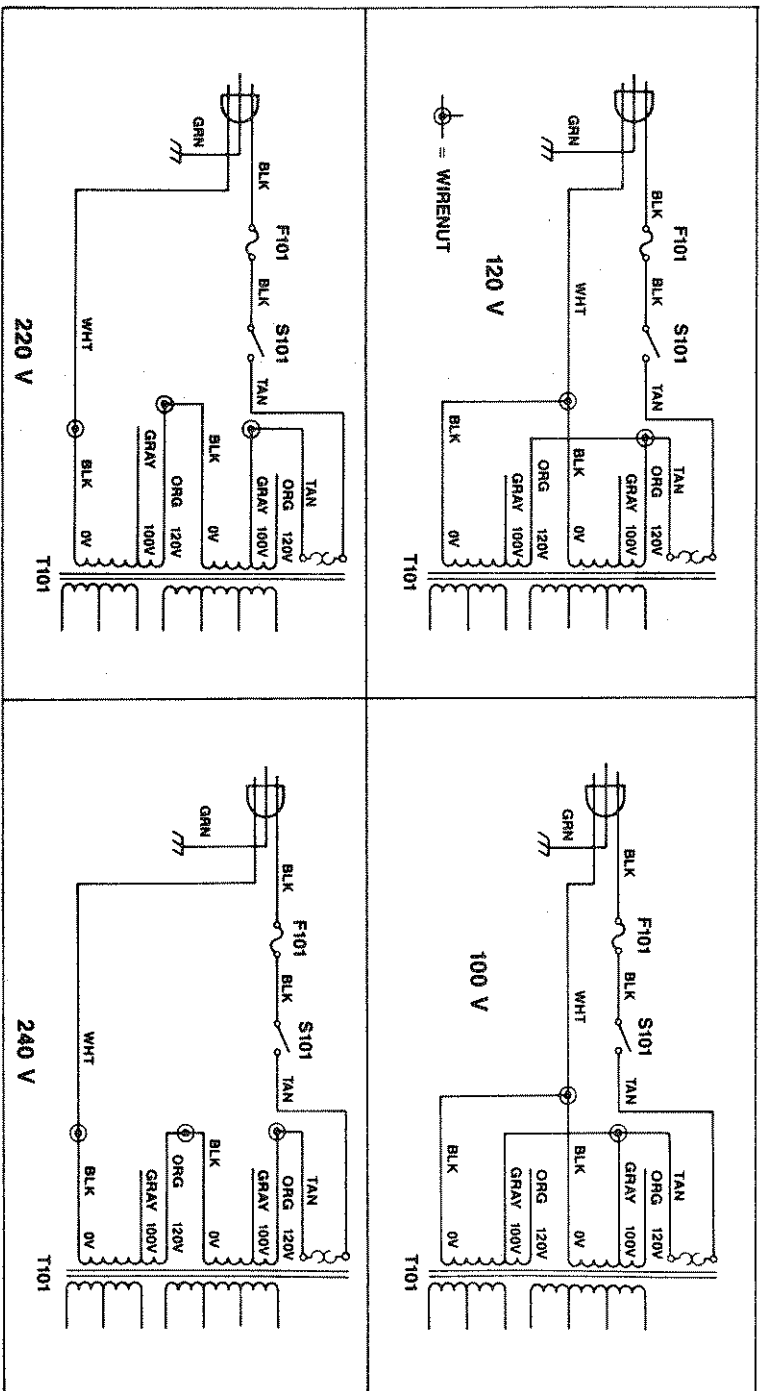 F101
S101
BLK
BLK
TAN
TAN
ORG 120V
GRAY 100V
GRN
WHT
BLK 0V
ORG 120V
GRAY 100V
120 V
BLK 0V
= WIRENUT
T101
F101
S101
BLK
BLK
TAN
TAN
ORG 120V
GRAY 100V
GRN
WHT
BLK 0V
ORG 120V
GRAY 100V
100 V
BLK 0V
T101
F101
S101
BLK
BLK
TAN
TAN
ORG 120V
GRAY 100V
GRN
BLK 0V
ORG 120V
GRAY 100V
WHT
BLK 0V
T101
220 V
F101
S101
BLK
BLK
TAN
TAN
ORG 120V
GRAY 100V
GRN
BLK 0V
ORG 120V
GRAY 100V
WHT
BLK 0V
T101
240 V